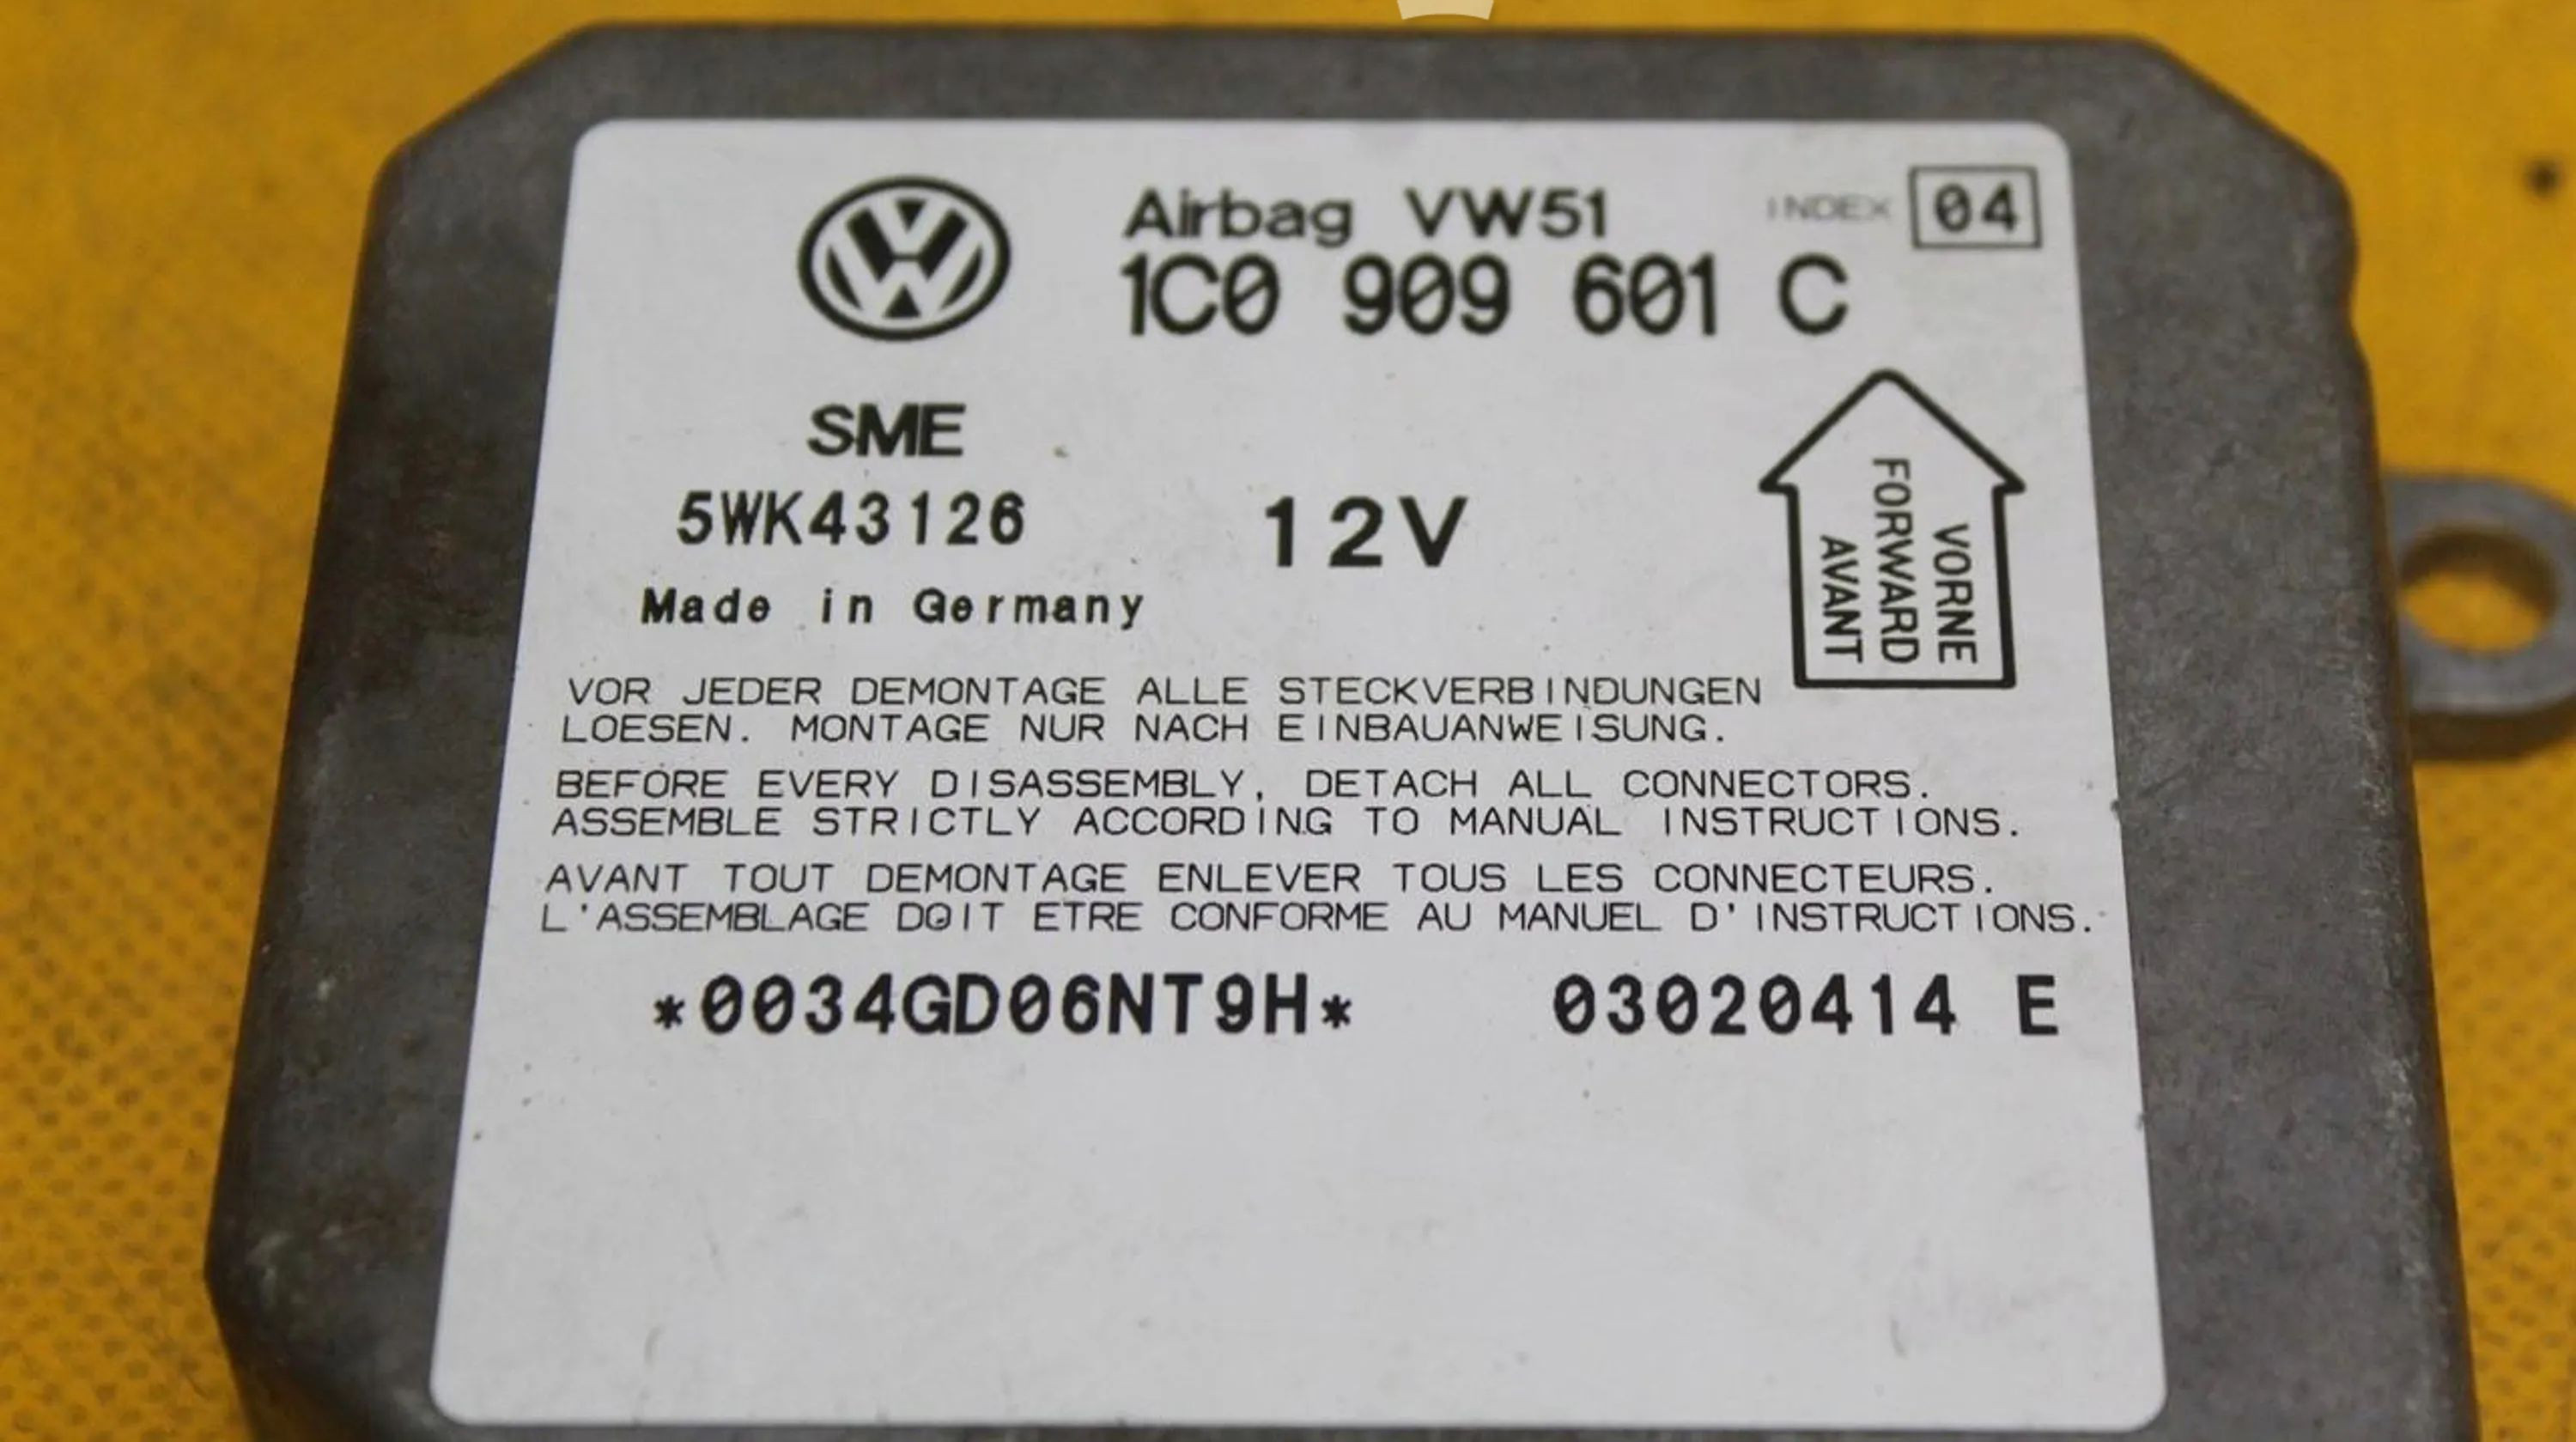 Airbag VW51 INDEX 04
1C0 909 601 C
SME
5WK43126 12V
Made in Germany
VORNE
FORWARD
AVANT
VOR JEDER DEMONTAGE ALLE STECKVERBINDUNGEN
LOESEN. MONTAGE NUR NACH EINBAUANWEISUNG.
BEFORE EVERY DISASSEMBLY, DETACH ALL CONNECTORS.
ASSEMBLE STRICTLY ACCORDING TO MANUAL INSTRUCTIONS.
AVANT TOUT DEMONTAGE ENLEVER TOUS LES CONNECTEURS.
L'ASSEMBLAGE DOIT ETRE CONFORME AU MANUEL D'INSTRUCTIONS.
*0034GD06NT9H* 03020414 E